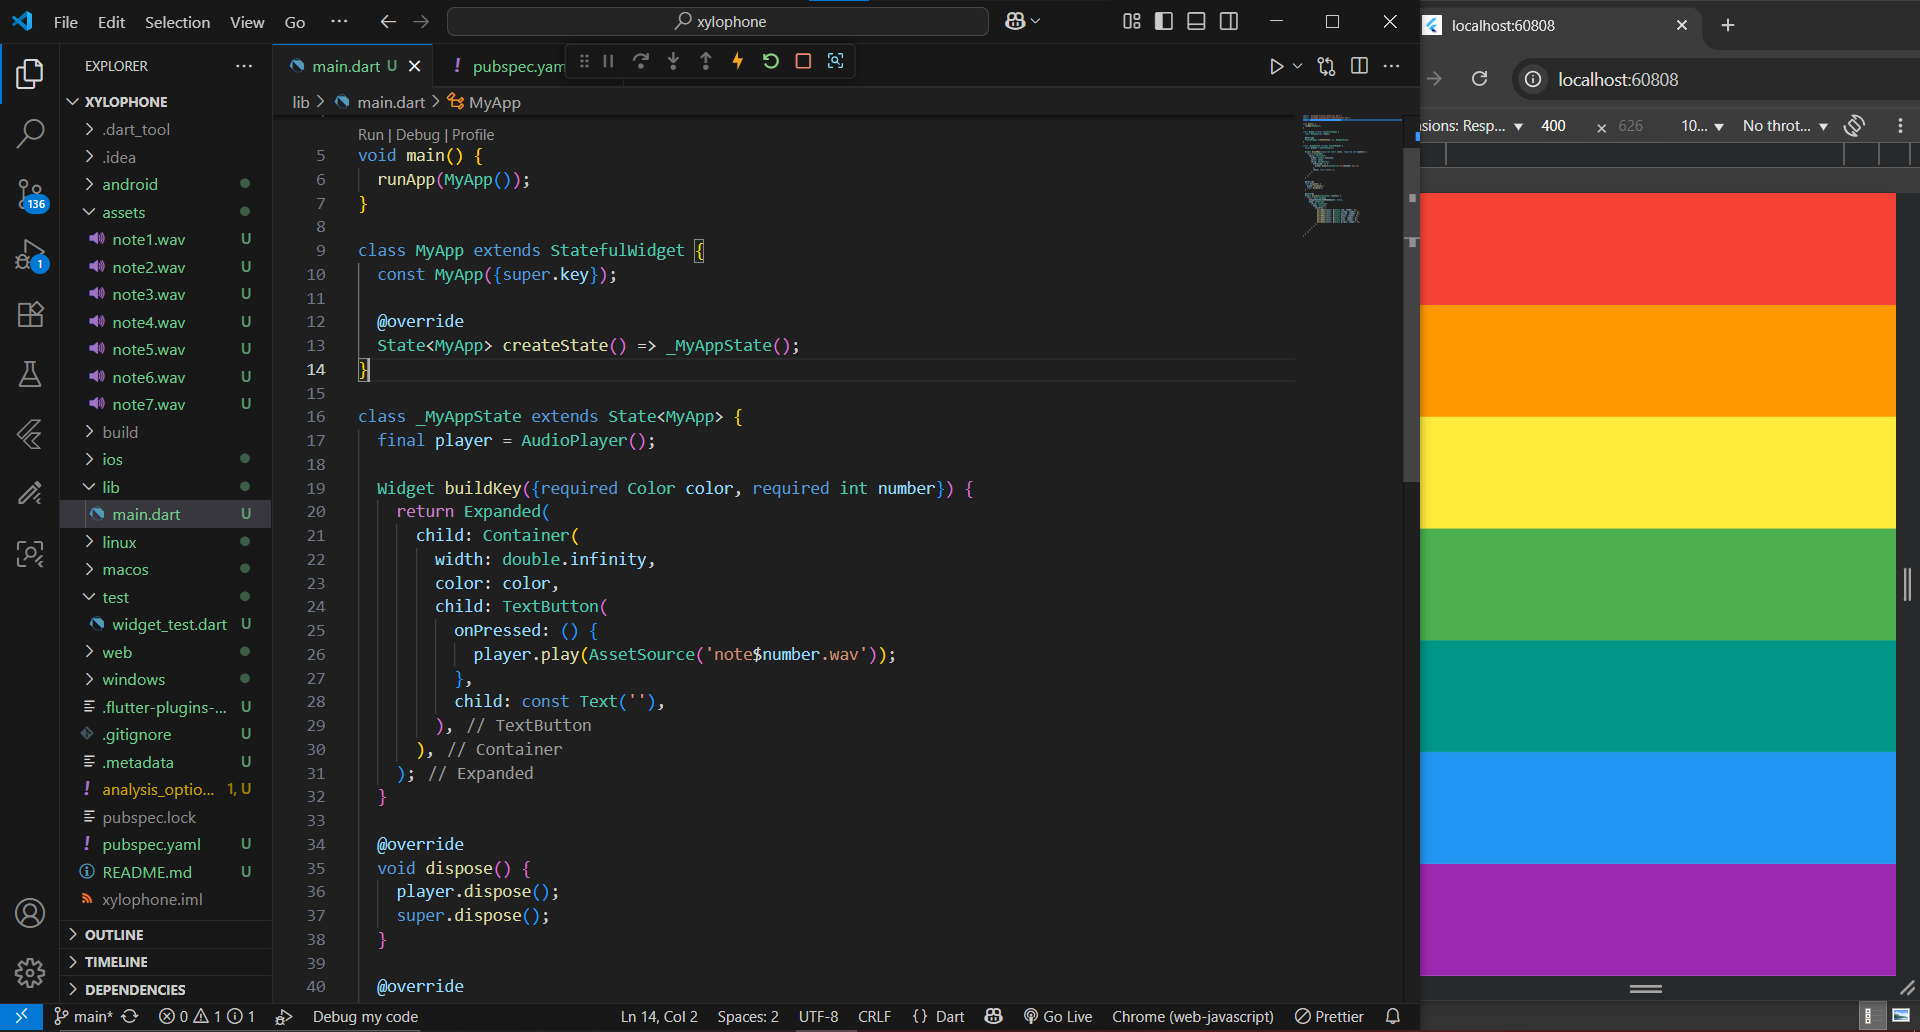 File Edit Selection View Go ··· xylophone
localhost:60808
EXPLORER ···
main.dart U
! pubspec.yam
localhost:60808
XYLOPHONE
lib > main.dart > MyApp
sions: Resp... 400 × 626 10... No throt...
.dart_tool
.idea
android
assets
note1.wav U
note2.wav U
note3.wav U
note4.wav U
note5.wav U
note6.wav U
note7.wav U
build
ios
lib
main.dart U
linux
macos
test
widget_test.dart U
web
windows
.flutter-plugins-... U
.gitignore U
.metadata U
! analysis_optio... 1, U
pubspec.lock
! pubspec.yaml U
README.md U
xylophone.iml
OUTLINE
TIMELINE
DEPENDENCIES
136
1
Run | Debug | Profile
5 void main() {
6 runApp(MyApp());
7 }
8
9 class MyApp extends StatefulWidget {
10 const MyApp({super.key});
11
12 @override
13 State<MyApp> createState() => _MyAppState();
14 }
15
16 class _MyAppState extends State<MyApp> {
17 final player = AudioPlayer();
18
19 Widget buildKey({required Color color, required int number}) {
20 return Expanded(
21 child: Container(
22 width: double.infinity,
23 color: color,
24 child: TextButton(
25 onPressed: () {
26 player.play(AssetSource('note$number.wav'));
27 },
28 child: const Text(''),
29 ), // TextButton
30 ), // Container
31 ); // Expanded
32 }
33
34 @override
35 void dispose() {
36 player.dispose();
37 super.dispose();
38 }
39
40 @override
main* 0 1 1 Debug my code Ln 14, Col 2 Spaces: 2 UTF-8 CRLF {} Dart Go Live Chrome (web-javascript) Prettier